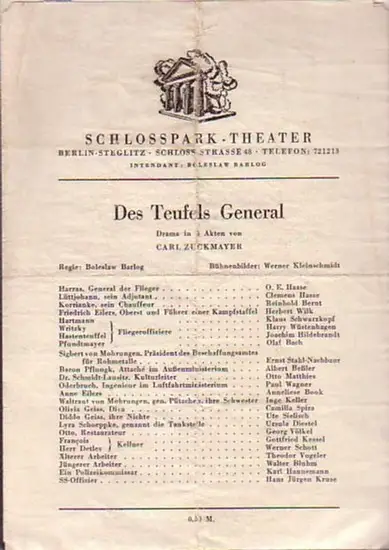 SCHLOSSPARK-THEATER
BERLIN-STEGLITZ · SCHLOSS-STRASSE 48 · TELEFON: 721213
INTENDANT: BOLESLAW BARLOG
Des Teufels General
Drama in 3 Akten von
CARL ZUCKMAYER
Regie: Boleslaw Barlog Bühnenbilder: Werner Kleinschmidt
Harras, General der Flieger O. E. Hasse
Lüttjohann, sein Adjutant Clemens Hasse
Korrianke, sein Chauffeur Reinhold Bernt
Friedrich Eilers, Oberst und Führer einer Kampfstaffel Herbert Wilk
Hartmann Klaus Schwarzkopf
Writzky Harry Wüstenhagen
Hastenteuffel Fliegeroffiziere Joachim Hildebrandt
Pfundtmayer Olaf Bach
Sigbert von Mohrungen, Präsident des Beschaffungsamtes
für Rohmetalle Ernst Stahl-Nachbaur
Baron Pflungk, Attaché im Außenministerium Albert Beßler
Dr. Schmidt-Lausitz, Kulturleiter Otto Matthies
Oderbruch, Ingenieur im Luftfahrtministerium Paul Wagner
Anne Eilers Anneliese Book
Waltraut von Mohrungen, gen. Pützchen, ihre Schwester Inge Keller
Olivia Geiss, Diva Camilla Spira
Diddo Geiss, ihre Nichte Ute Sielisch
Lyra Schoeppke, genannt die Tankstelle Ursula Diestel
Otto, Restaurateur Georg Völkel
François Gottfried Kessel
Herr Detlev Kellner Werner Schott
Älterer Arbeiter Theodor Vogeler
Jüngerer Arbeiter Walter Bluhm
Ein Polizeikommissar Karl Hannemann
SS-Offizier Hans Jürgen Kruse
M.